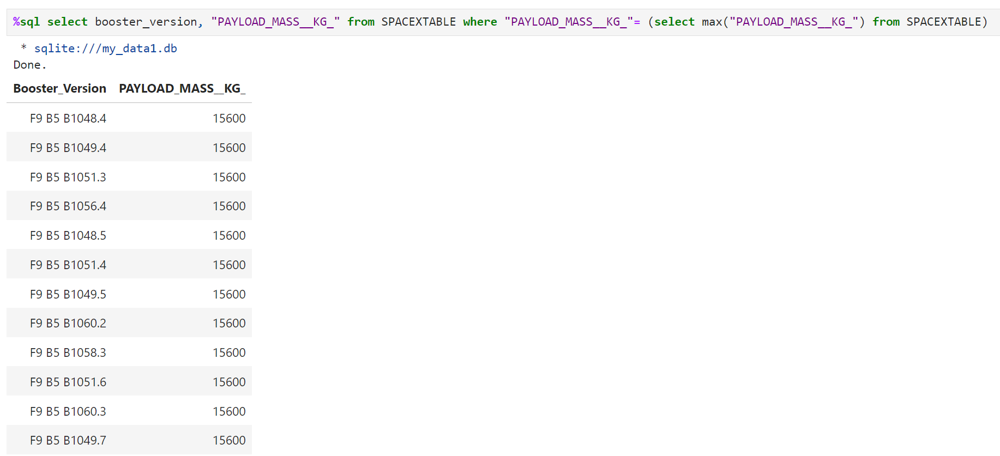 %sql select booster_version, "PAYLOAD_MASS__KG_" from SPACEXTABLE where "PAYLOAD_MASS__KG_"= (select max("PAYLOAD_MASS__KG_") from SPACEXTABLE)
* sqlite:///my_data1.db
Done.
Booster_Version PAYLOAD_MASS__KG_
F9 B5 B1048.4 15600
F9 B5 B1049.4 15600
F9 B5 B1051.3 15600
F9 B5 B1056.4 15600
F9 B5 B1048.5 15600
F9 B5 B1051.4 15600
F9 B5 B1049.5 15600
F9 B5 B1060.2 15600
F9 B5 B1058.3 15600
F9 B5 B1051.6 15600
F9 B5 B1060.3 15600
F9 B5 B1049.7 15600